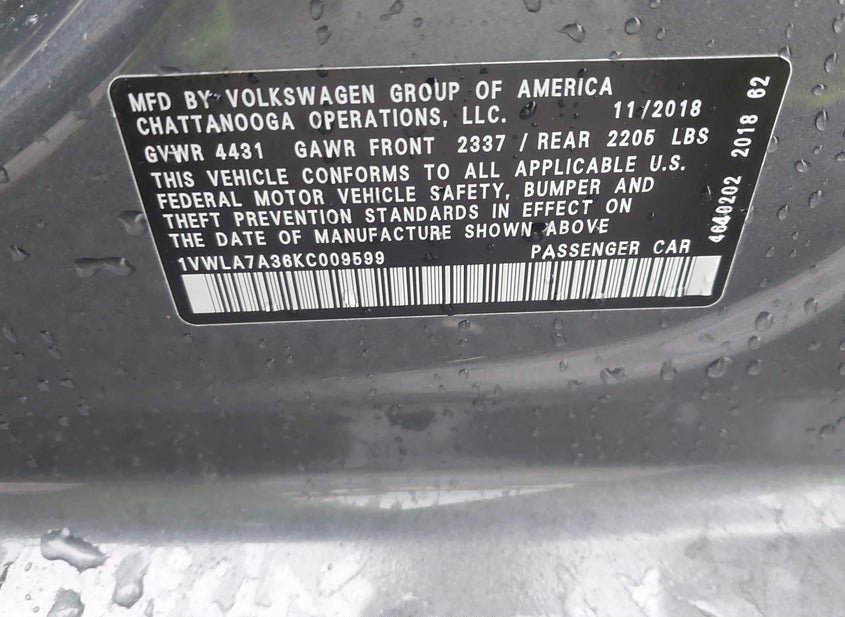 MFD BY VOLKSWAGEN GROUP OF AMERICA
CHATTANOOGA OPERATIONS, LLC. 11/2018
GVWR 4431 GAWR FRONT 2337 / REAR 2205 LBS
THIS VEHICLE CONFORMS TO ALL APPLICABLE U.S.
FEDERAL MOTOR VEHICLE SAFETY, BUMPER AND
THEFT PREVENTION STANDARDS IN EFFECT ON
THE DATE OF MANUFACTURE SHOWN ABOVE
1VWLA7A36KC009599 PASSENGER CAR
2018 62